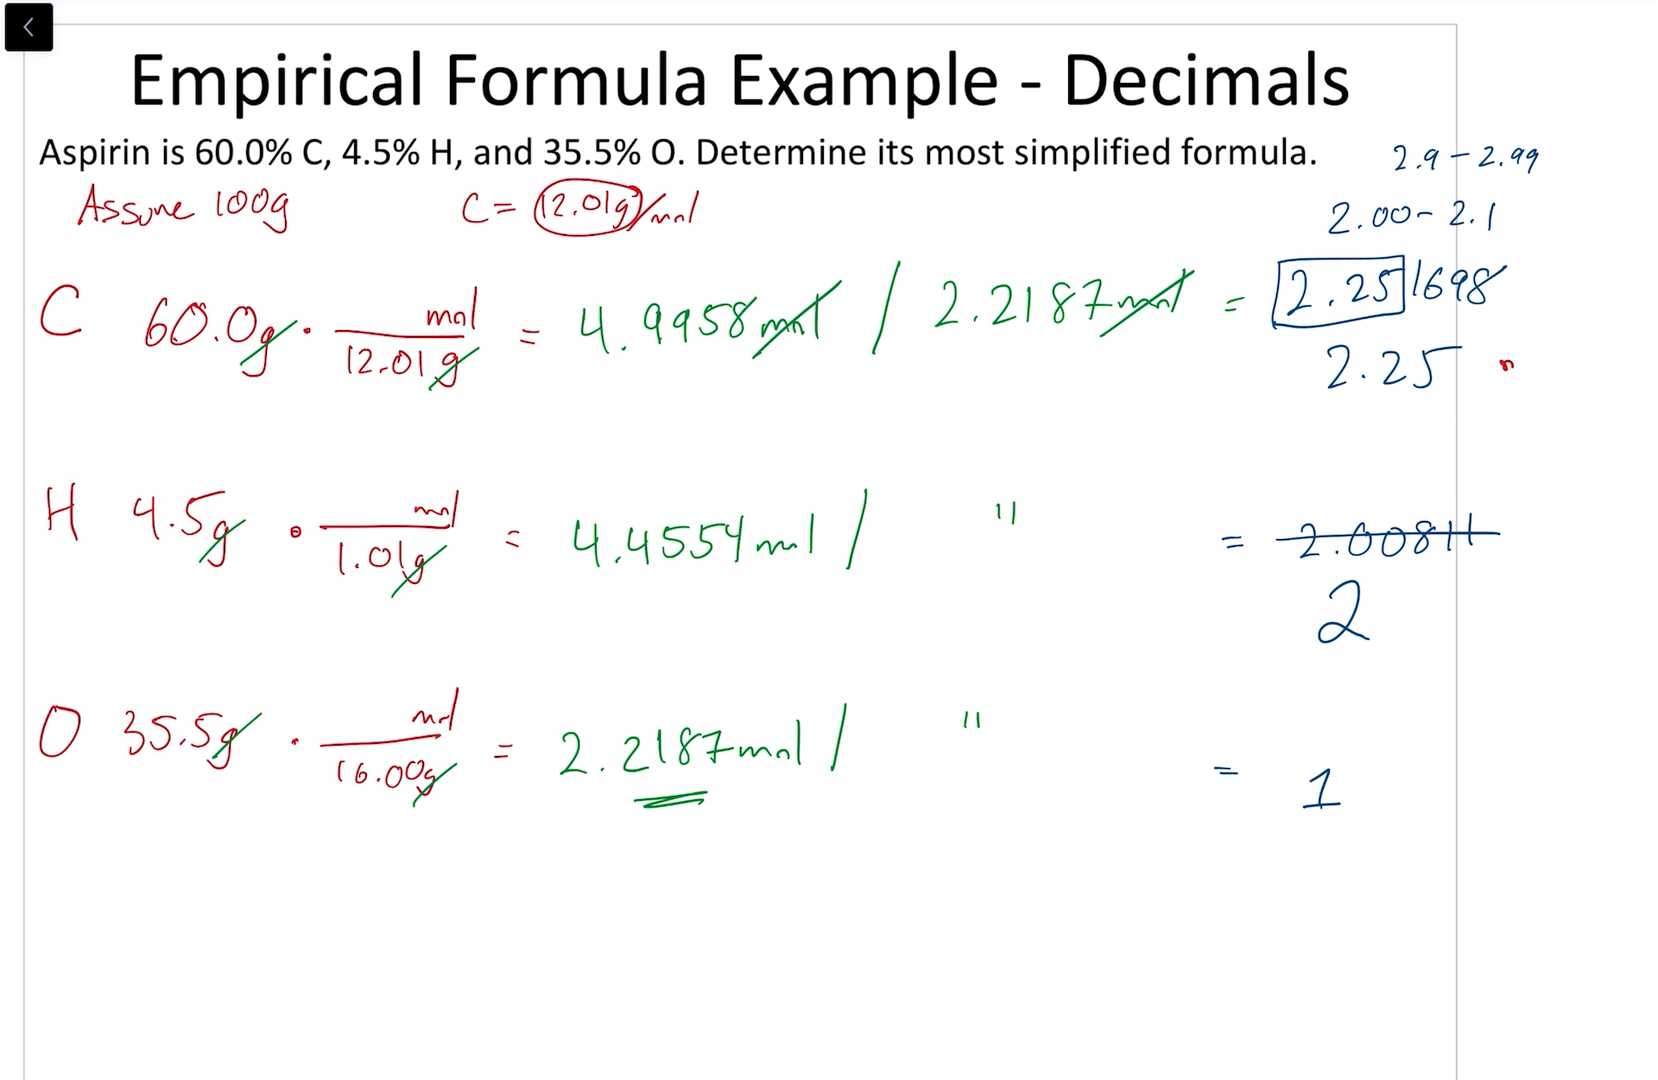 Empirical Formula Example - Decimals
Aspirin is 60.0% C, 4.5% H, and 35.5% O. Determine its most simplified formula.
2.9 - 2.99
Assume 100g C = 12.01g/mol
2.00 - 2.1
C 60.0g · mol / 12.01g = 4.9958 mol / 2.2187 mol = 2.251698
2.25
H 4.5g · mol / 1.01g = 4.4554 mol / " = 2.00811
2
O 35.5g · mol / 16.00g = 2.2187 mol / " = 1